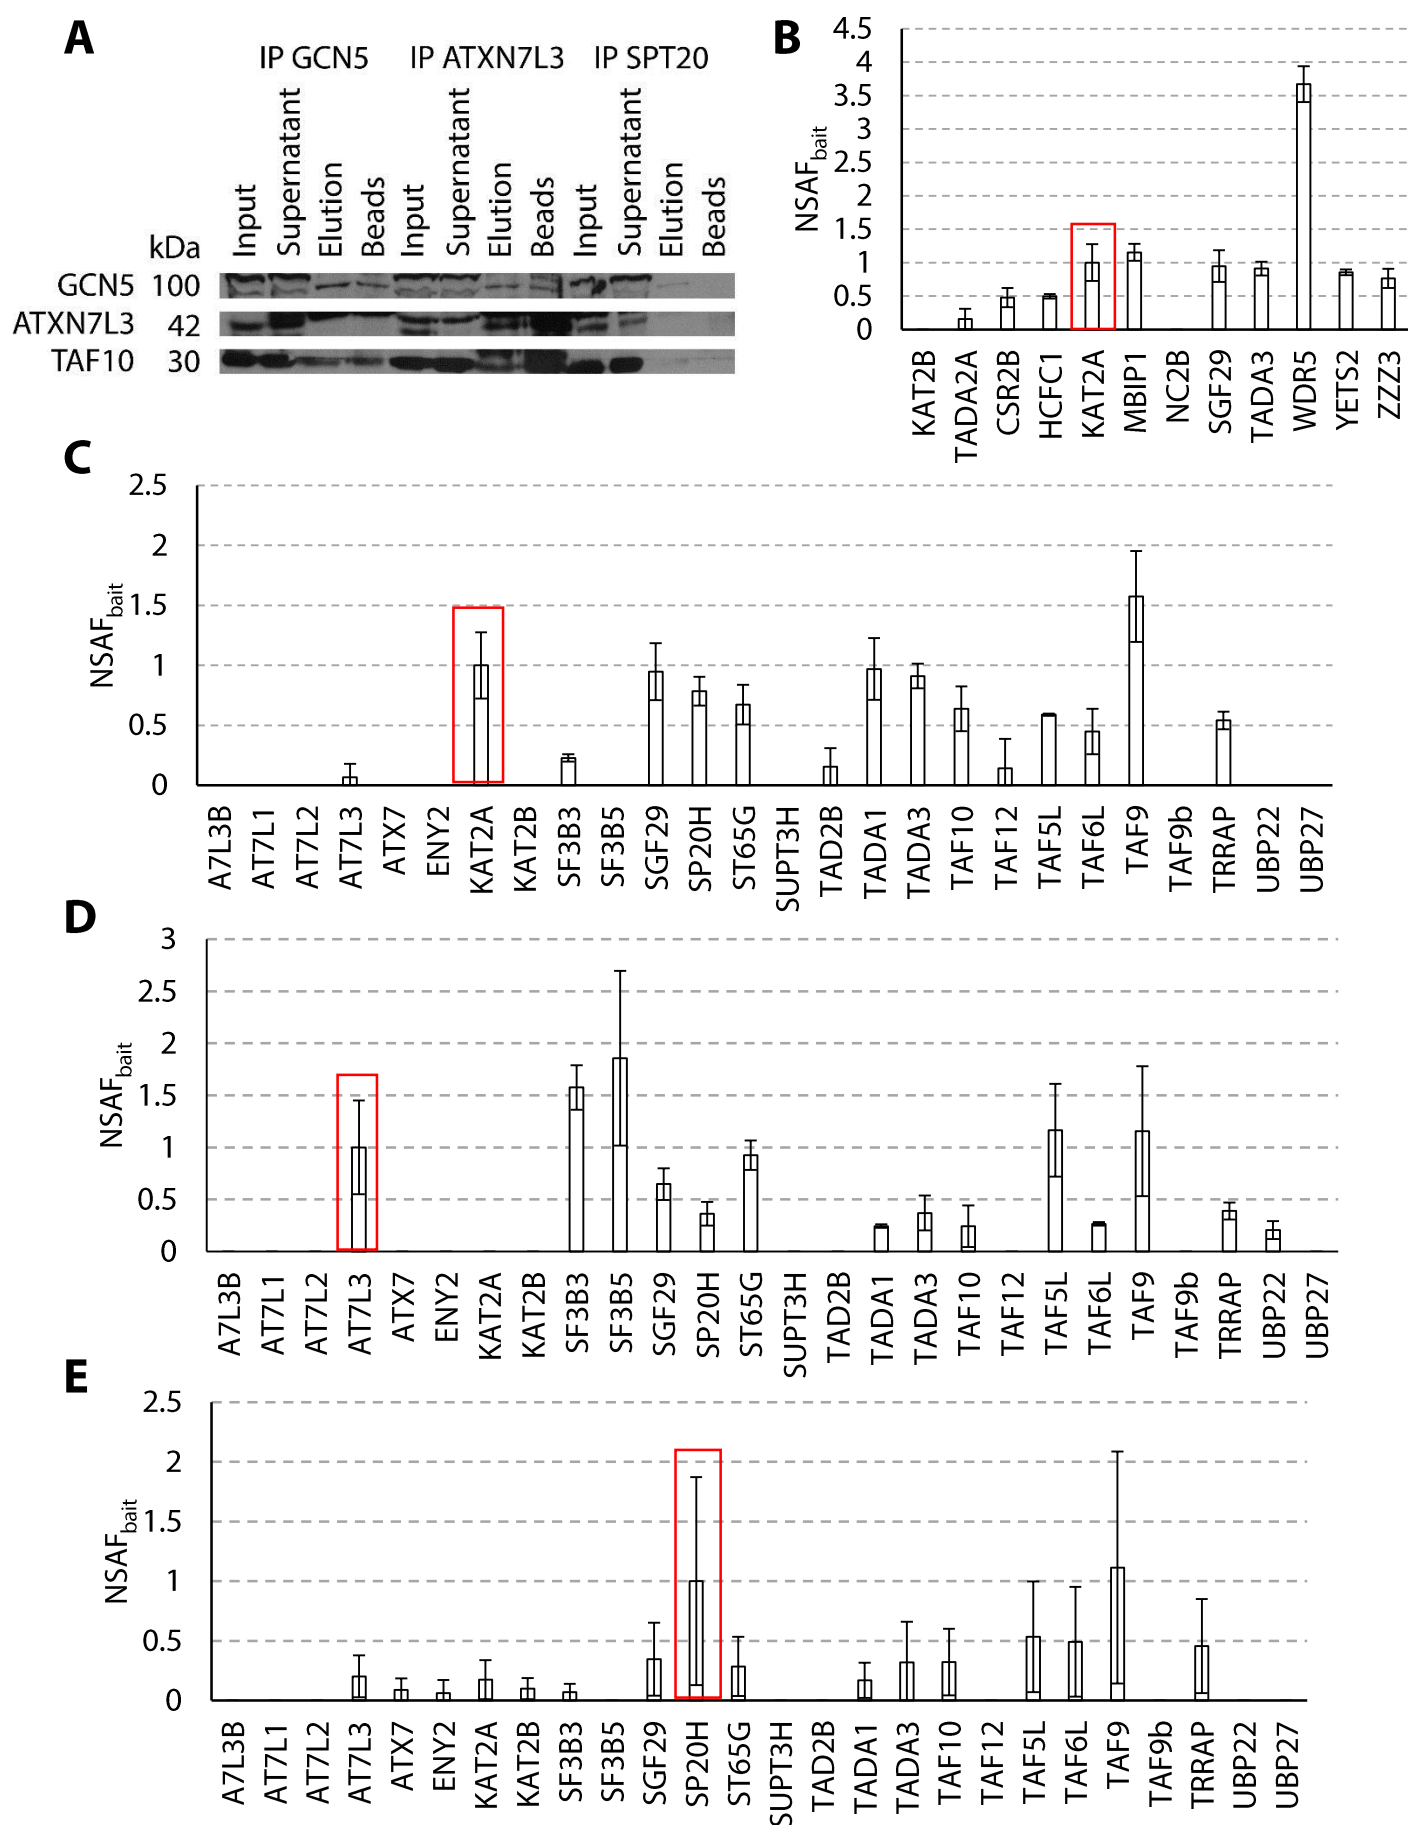 A
IP GCN5 IP ATXN7L3 IP SPT20
Input Supernatant Elution Beads Input Supernatant Elution Beads Input Supernatant Elution Beads
kDa
GCN5 100
ATXN7L3 42
TAF10 30
B
NSAFbait
4.5
4
3.5
3
2.5
2
1.5
1
0.5
0
KAT2B TADA2A CSR2B HCFC1 KAT2A MBIP1 NC2B SGF29 TADA3 WDR5 YETS2 ZZZ3
C
NSAFbait
2.5
2
1.5
1
0.5
0
A7L3B AT7L1 AT7L2 AT7L3 ATX7 ENY2 KAT2A KAT2B SF3B3 SF3B5 SGF29 SP20H ST65G SUPT3H TAD2B TADA1 TADA3 TAF10 TAF12 TAF5L TAF6L TAF9 TAF9b TRRAP UBP22 UBP27
D
NSAFbait
3
2.5
2
1.5
1
0.5
0
A7L3B AT7L1 AT7L2 AT7L3 ATX7 ENY2 KAT2A KAT2B SF3B3 SF3B5 SGF29 SP20H ST65G SUPT3H TAD2B TADA1 TADA3 TAF10 TAF12 TAF5L TAF6L TAF9 TAF9b TRRAP UBP22 UBP27
E
NSAFbait
2.5
2
1.5
1
0.5
0
A7L3B AT7L1 AT7L2 AT7L3 ATX7 ENY2 KAT2A KAT2B SF3B3 SF3B5 SGF29 SP20H ST65G SUPT3H TAD2B TADA1 TADA3 TAF10 TAF12 TAF5L TAF6L TAF9 TAF9b TRRAP UBP22 UBP27